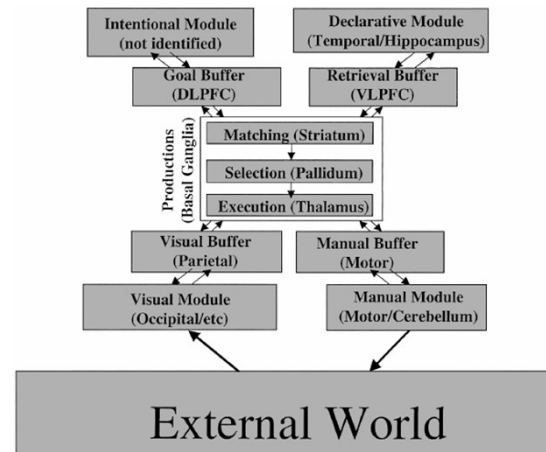 Intentional Module
(not identified)
Declarative Module
(Temporal/Hippocampus)
Goal Buffer
(DLPFC)
Retrieval Buffer
(VLPFC)
Productions
(Basal Ganglia)
Matching (Striatum)
Selection (Pallidum)
Execution (Thalamus)
Visual Buffer
(Parietal)
Manual Buffer
(Motor)
Visual Module
(Occipital/etc)
Manual Module
(Motor/Cerebellum)
External World